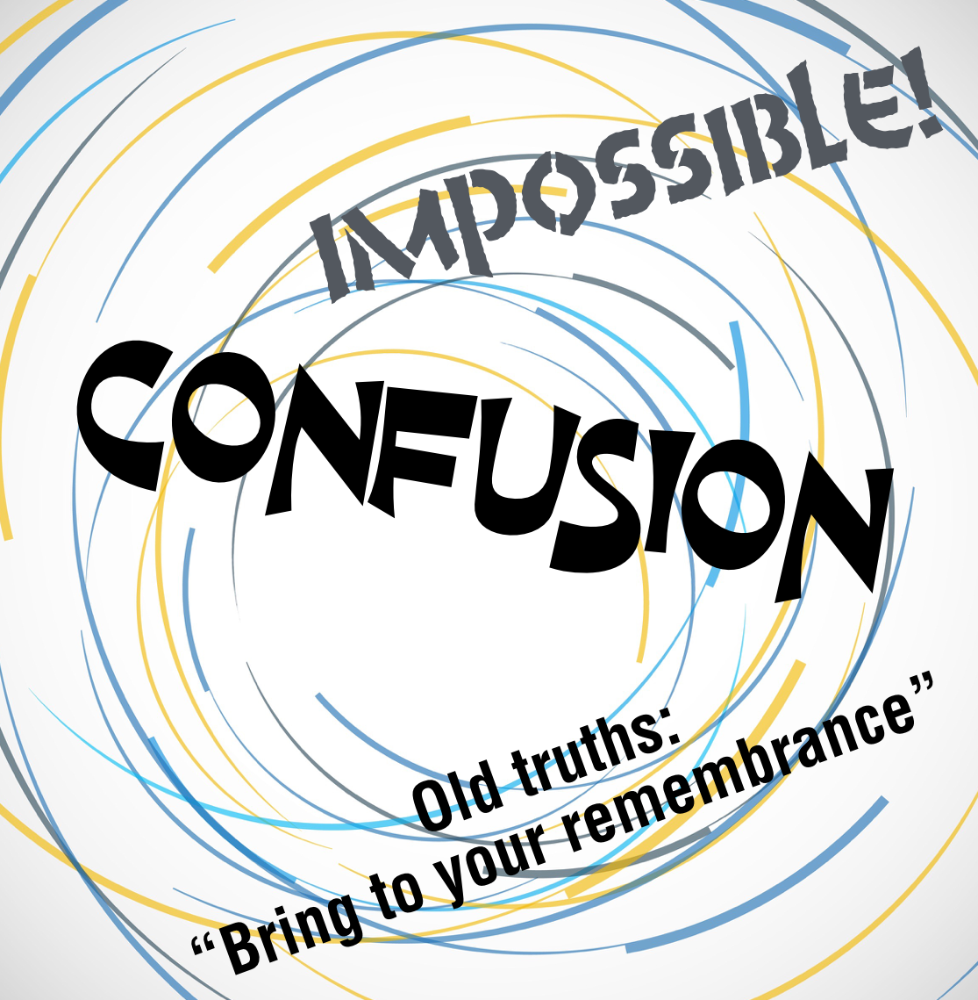 IMPOSSIBLE!
CONFUSION
Old truths:
“Bring to your remembrance”